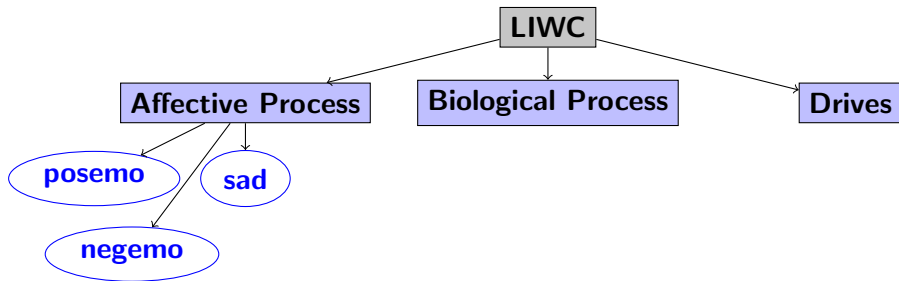 LIWC
Affective Process
Biological Process
Drives
posemo
sad
negemo